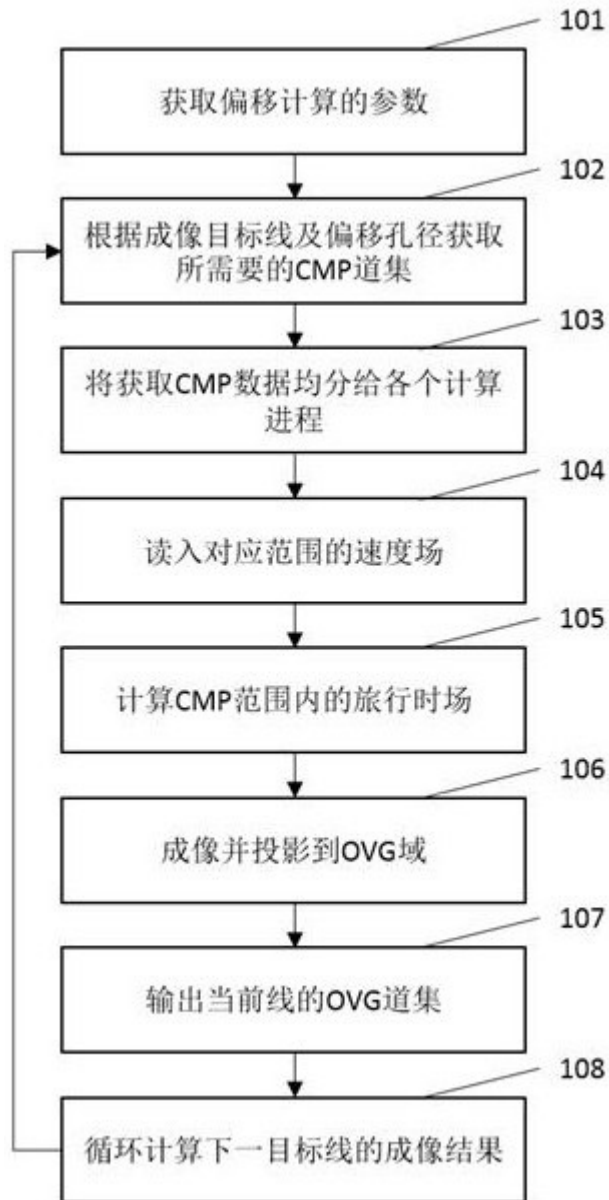 101
获取偏移计算的参数
102
根据成像目标线及偏移孔径获取
所需要的CMP道集
103
将获取CMP数据均分给各个计算
进程
104
读入对应范围的速度场
105
计算CMP范围内的旅行时场
106
成像并投影到OVG域
107
输出当前线的OVG道集
108
循环计算下一目标线的成像结果